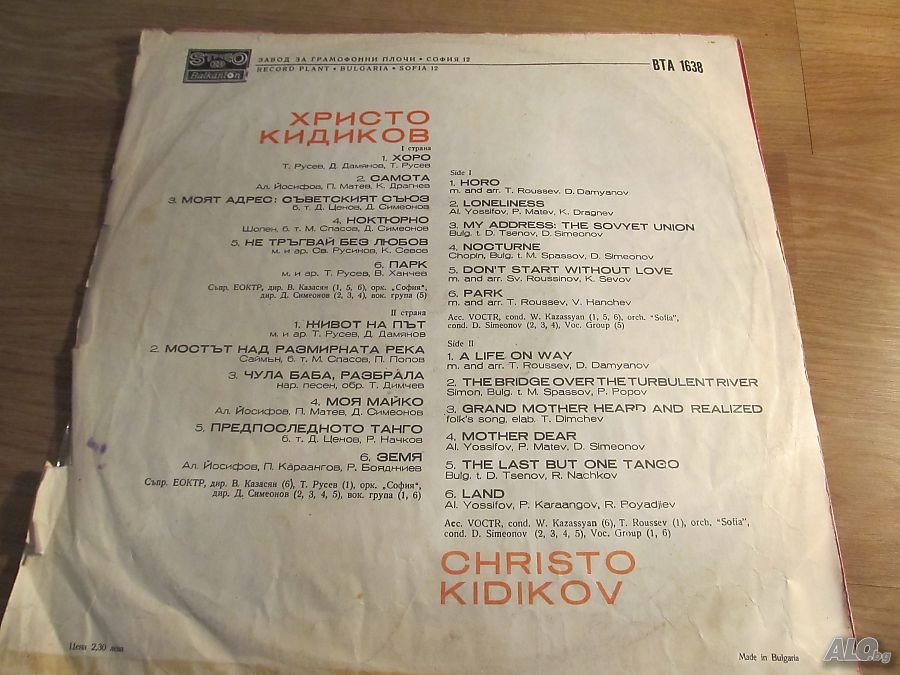 STEREO
Balkanton
ЗАВОД ЗА ГРАМОФОННИ ПЛОЧИ • СОФИЯ 12
RECORD PLANT • BULGARIA • SOFIA 12
ВТА 1638
ХРИСТО
КИДИКОВ
I страна
1. ХОРО
Т. Русев, Д. Дамянов, Т. Русев
2. САМОТА
Ал. Йосифов, П. Матев, К. Драгнев
3. МОЯТ АДРЕС: СЪВЕТСКИЯТ СЪЮЗ
б. т. Д. Ценов, Д. Симеонов
4. НОКТЮРНО
Шопен, б. т. М. Спасов, Д. Симеонов
5. НЕ ТРЪГВАЙ БЕЗ ЛЮБОВ
м. и ар. Св. Русинов, К. Севов
6. ПАРК
м. и ар. Т. Русев, В. Ханчев
Съпр. ЕОКТР, дир. В. Казасян (1, 5, 6), орк. „София",
дир. Д. Симеонов (2, 3, 4), вок. група (5)
II страна
1. ЖИВОТ НА ПЪТ
м. и ар. Т. Русев, Д. Дамянов
2. МОСТЪТ НАД РАЗМИРНАТА РЕКА
Саймън, б. т. М. Спасов, П. Попов
3. ЧУЛА БАБА, РАЗБРАЛА
нар. песен, обр. Т. Димчев
4. МОЯ МАЙКО
Ал. Йосифов, П. Матев, Д. Симеонов
5. ПРЕДПОСЛЕДНОТО ТАНГО
б. т. Д. Ценов, Р. Начков
6. ЗЕМЯ
Ал. Йосифов, П. Караангов, Р. Бояджиев
Съпр. ЕОКТР, дир. В. Казасян (6), Т. Русев (1), орк. „София",
дир. Д. Симеонов (2, 3, 4, 5), вок. група (1, 6)
Цена 2,30 лева
Side I
1. HORO
m. and arr. T. Roussev, D. Damyanov
2. LONELINESS
Al. Yossifov, P. Matev, K. Dragnev
3. MY ADDRESS: THE SOVYET UNION
Bulg. t. D. Tsenov, D. Simeonov
4. NOCTURNE
Chopin, Bulg. t. M. Spassov, D. Simeonov
5. DON'T START WITHOUT LOVE
m. and arr. Sv. Roussinov, K. Sevov
6. PARK
m. and arr. T. Roussev, V. Hanchev
Acc. VOCTR, cond. W. Kazassyan (1, 5, 6), orch. "Sofia",
cond. D. Simeonov (2, 3, 4), Voc. Group (5)
Side II
1. A LIFE ON WAY
m. and arr. T. Roussev, D. Damyanov
2. THE BRIDGE OVER THE TURBULENT RIVER
Simon, Bulg. t. M. Spassov, P. Popov
3. GRAND MOTHER HEARD AND REALIZED
folk's song, elab. T. Dimchev
4. MOTHER DEAR
Al. Yossifov, P. Matev, D. Simeonov
5. THE LAST BUT ONE TANGO
Bulg. t. D. Tsenov, R. Nachkov
6. LAND
Al. Yossifov, P. Karaangov, R. Poyadjiev
Acc. VOCTR, cond. W. Kazassyan (6), T. Roussev (1), orch. "Sofia",
cond. D. Simeonov (2, 3, 4, 5), Voc. Group (1, 6)
CHRISTO
KIDIKOV
Made in Bulgaria
ALO.bg